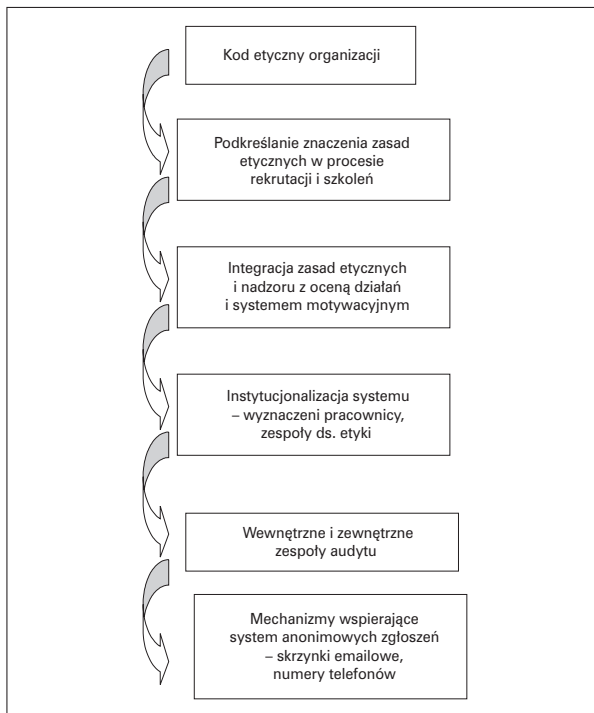 Kod etyczny organizacji
Podkreślanie znaczenia zasad
etycznych w procesie
rekrutacji i szkoleń
Integracja zasad etycznych
i nadzoru z oceną działań
i systemem motywacyjnym
Instytucjonalizacja systemu
– wyznaczeni pracownicy,
zespoły ds. etyki
Wewnętrzne i zewnętrzne
zespoły audytu
Mechanizmy wspierające
system anonimowych zgłoszeń
– skrzynki emailowe,
numery telefonów